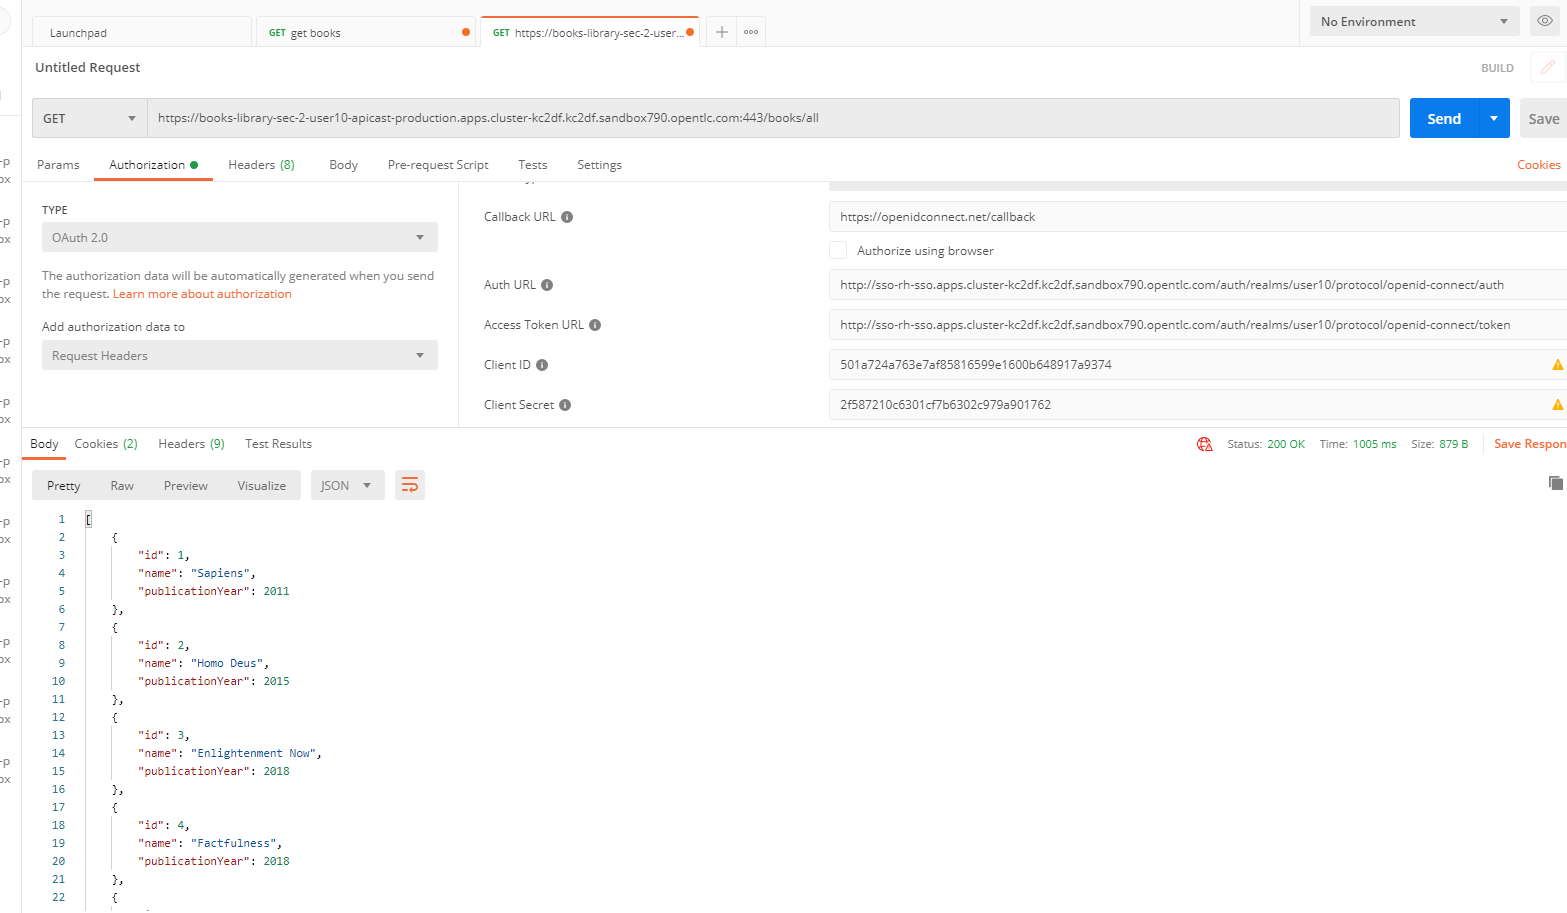 Launchpad
GET get books
GET https://books-library-sec-2-user...
No Environment
Untitled Request
BUILD
GET
https://books-library-sec-2-user10-apicast-production.apps.cluster-kc2df.kc2df.sandbox790.opentlc.com:443/books/all
Send
Save
Params
Authorization
Headers (8)
Body
Pre-request Script
Tests
Settings
Cookies
TYPE
OAuth 2.0
The authorization data will be automatically generated when you send
the request. Learn more about authorization
Add authorization data to
Request Headers
Callback URL
https://openidconnect.net/callback
Authorize using browser
Auth URL
http://sso-rh-sso.apps.cluster-kc2df.kc2df.sandbox790.opentlc.com/auth/realms/user10/protocol/openid-connect/auth
Access Token URL
http://sso-rh-sso.apps.cluster-kc2df.kc2df.sandbox790.opentlc.com/auth/realms/user10/protocol/openid-connect/token
Client ID
501a724a763e7af85816599e1600b648917a9374
Client Secret
2f587210c6301cf7b6302c979a901762
Body
Cookies (2)
Headers (9)
Test Results
Status: 200 OK
Time: 1005 ms
Size: 879 B
Save Respon
Pretty
Raw
Preview
Visualize
JSON
1 [
2 {
3 "id": 1,
4 "name": "Sapiens",
5 "publicationYear": 2011
6 },
7 {
8 "id": 2,
9 "name": "Homo Deus",
10 "publicationYear": 2015
11 },
12 {
13 "id": 3,
14 "name": "Enlightenment Now",
15 "publicationYear": 2018
16 },
17 {
18 "id": 4,
19 "name": "Factfulness",
20 "publicationYear": 2018
21 },
22 {